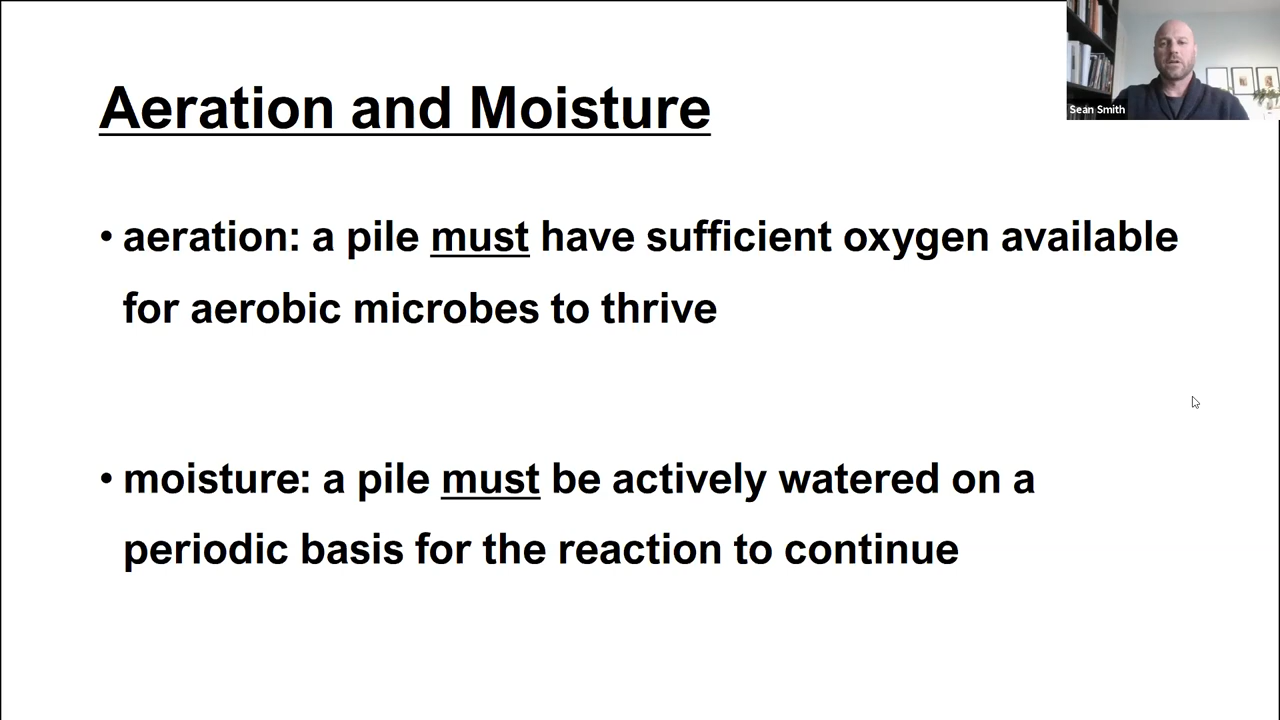 Aeration and Moisture
Sean Smith
• aeration: a pile must have sufficient oxygen available
for aerobic microbes to thrive
• moisture: a pile must be actively watered on a
periodic basis for the reaction to continue